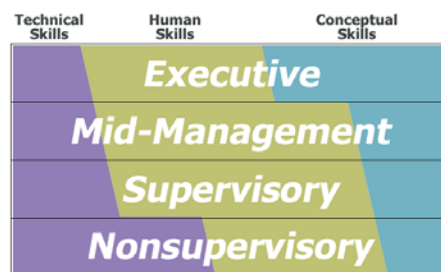 Technical Human Conceptual
Skills Skills Skills
Executive
Mid-Management
Supervisory
Nonsupervisory